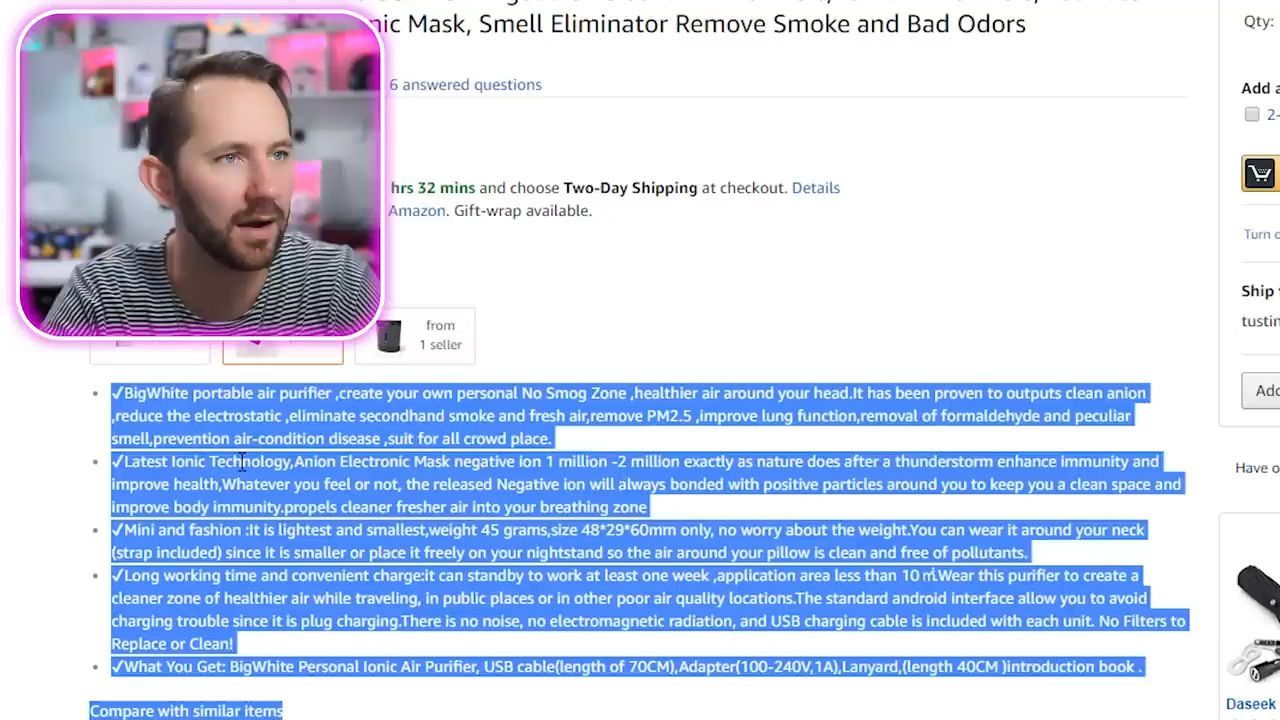 nic Mask, Smell Eliminator Remove Smoke and Bad Odors
Qty:
6 answered questions
Add a
2-
hrs 32 mins and choose Two-Day Shipping at checkout. Details
Amazon. Gift-wrap available.
Turn o
Ship t
tustin
from
1 seller
Add
✓BigWhite portable air purifier ,create your own personal No Smog Zone ,healthier air around your head.It has been proven to outputs clean anion
,reduce the electrostatic ,eliminate secondhand smoke and fresh air,remove PM2.5 ,improve lung function,removal of formaldehyde and peculiar
smell,prevention air-condition disease ,suit for all crowd place.
✓Latest Ionic Technology,Anion Electronic Mask negative ion 1 million -2 million exactly as nature does after a thunderstorm enhance immunity and
improve health,Whatever you feel or not, the released Negative ion will always bonded with positive particles around you to keep you a clean space and
improve body immunity.propels cleaner fresher air into your breathing zone
Have o
✓Mini and fashion :It is lightest and smallest,weight 45 grams,size 48*29*60mm only, no worry about the weight.You can wear it around your neck
(strap included) since it is smaller or place it freely on your nightstand so the air around your pillow is clean and free of pollutants.
✓Long working time and convenient charge:it can standby to work at least one week ,application area less than 10㎡.Wear this purifier to create a
cleaner zone of healthier air while traveling, in public places or in other poor air quality locations.The standard android interface allow you to avoid
charging trouble since it is plug charging.There is no noise, no electromagnetic radiation, and USB charging cable is included with each unit. No Filters to
Replace or Clean!
✓What You Get: BigWhite Personal Ionic Air Purifier, USB cable(length of 70CM),Adapter(100-240V,1A),Lanyard,(length 40CM )introduction book .
Compare with similar items
Daseek